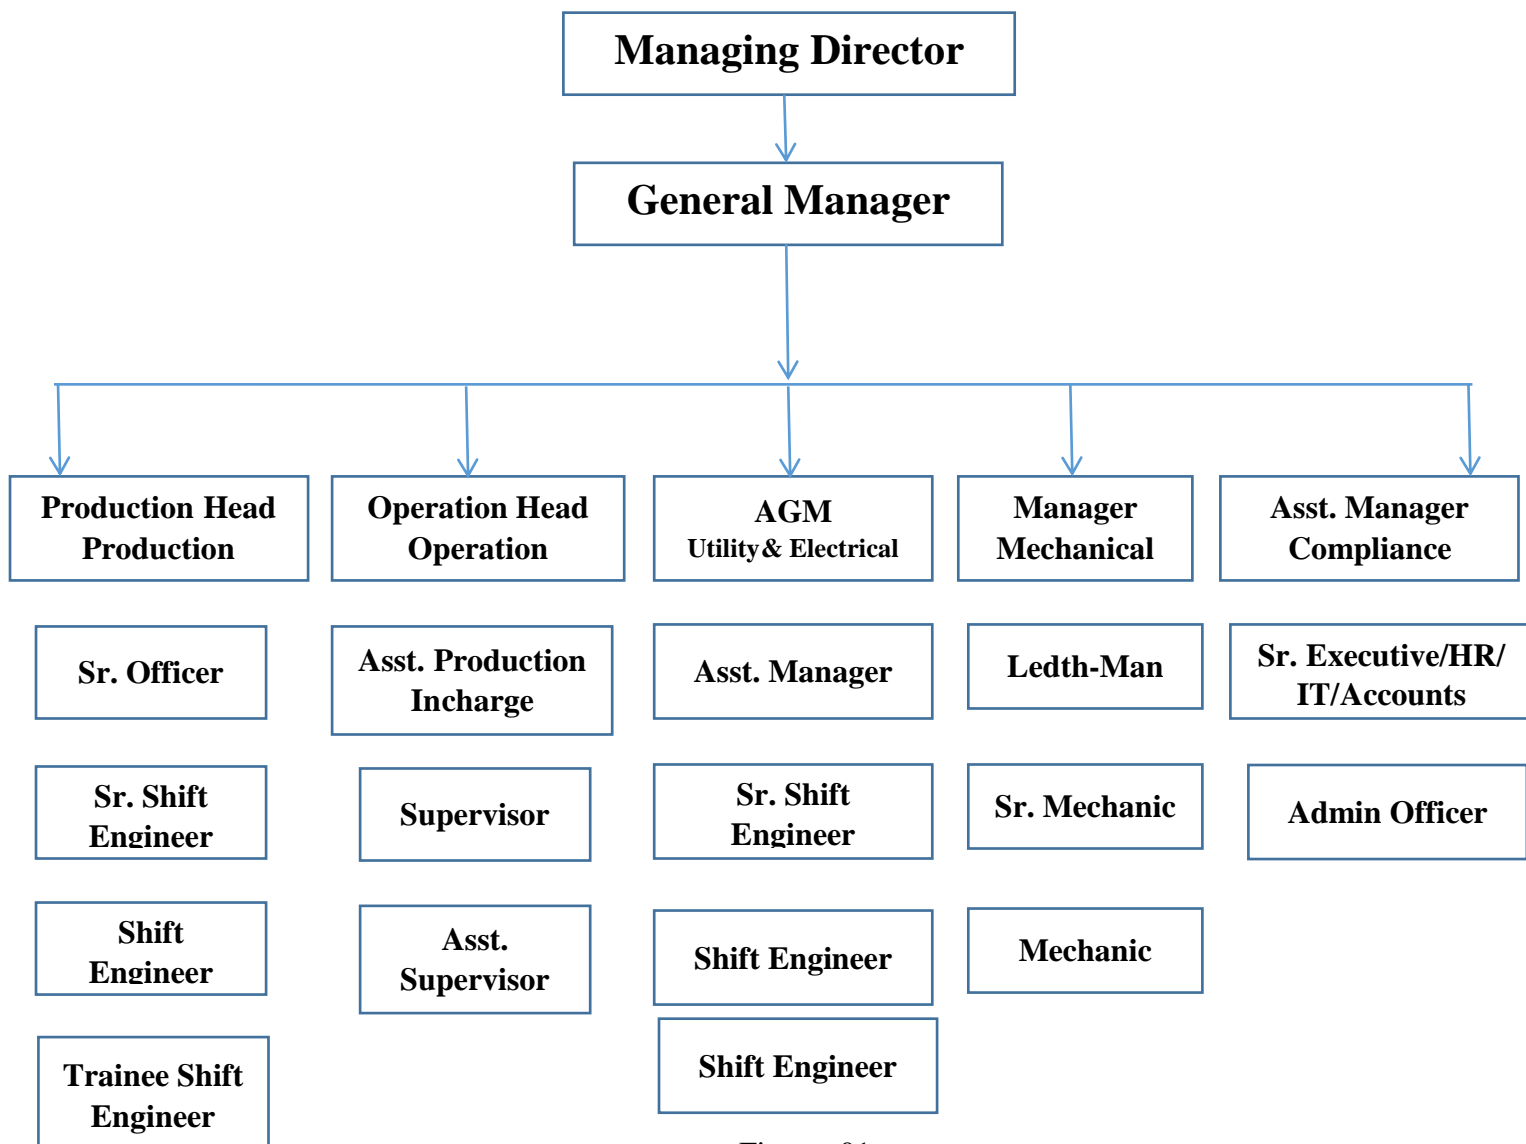 Managing Director
General Manager
Production Head
Production
Operation Head
Operation
AGM
Utility & Electrical
Manager
Mechanical
Asst. Manager
Compliance
Sr. Officer
Asst. Production
Incharge
Asst. Manager
Ledth-Man
Sr. Executive/HR/
IT/Accounts
Sr. Shift
Engineer
Supervisor
Sr. Shift
Engineer
Sr. Mechanic
Admin Officer
Shift
Engineer
Asst.
Supervisor
Shift Engineer
Mechanic
Trainee Shift
Engineer
Shift Engineer